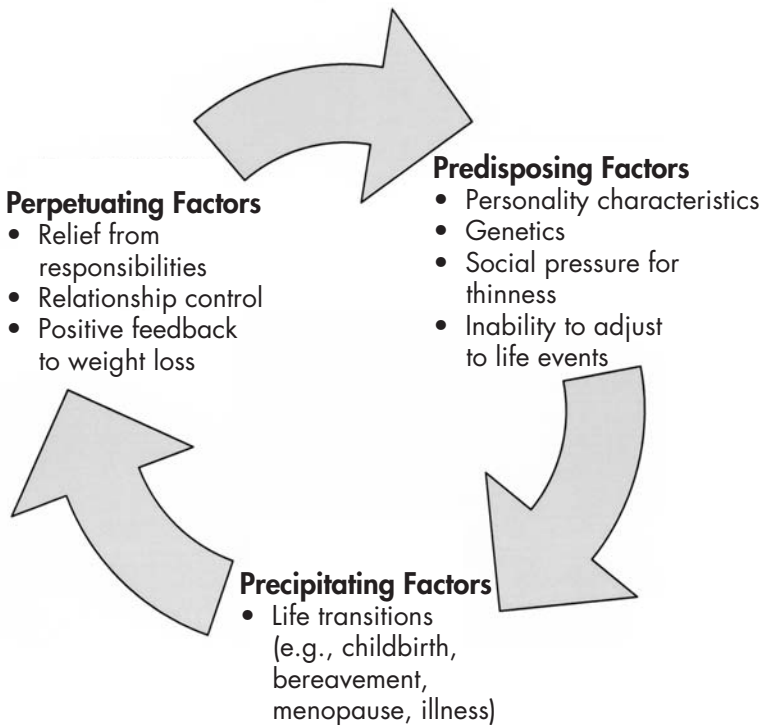 Predisposing Factors
• Personality characteristics
• Genetics
• Social pressure for
thinness
• Inability to adjust
to life events
Precipitating Factors
• Life transitions
(e.g., childbirth,
bereavement,
menopause, illness)
Perpetuating Factors
• Relief from
responsibilities
• Relationship control
• Positive feedback
to weight loss